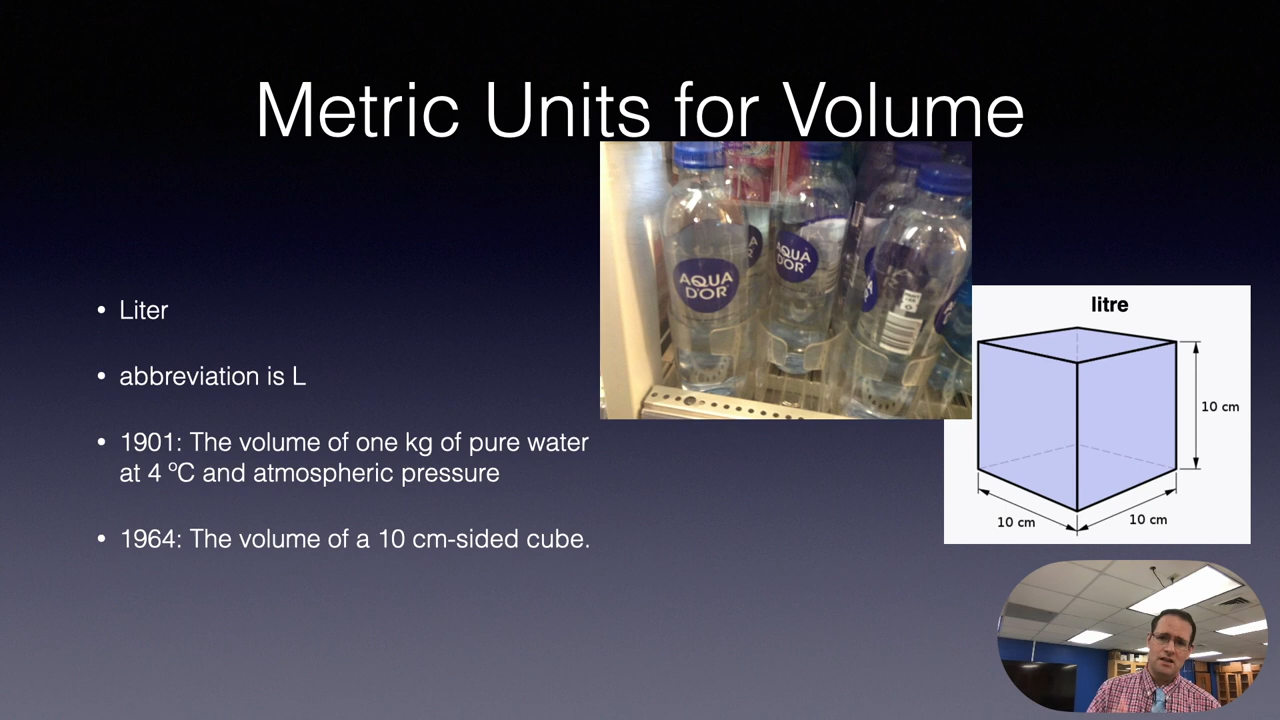 Metric Units for Volume
• Liter
• abbreviation is L
• 1901: The volume of one kg of pure water
at 4 ºC and atmospheric pressure
• 1964: The volume of a 10 cm-sided cube.
AQUA
D'OR
AQUA
D'OR
litre
10 cm
10 cm
10 cm